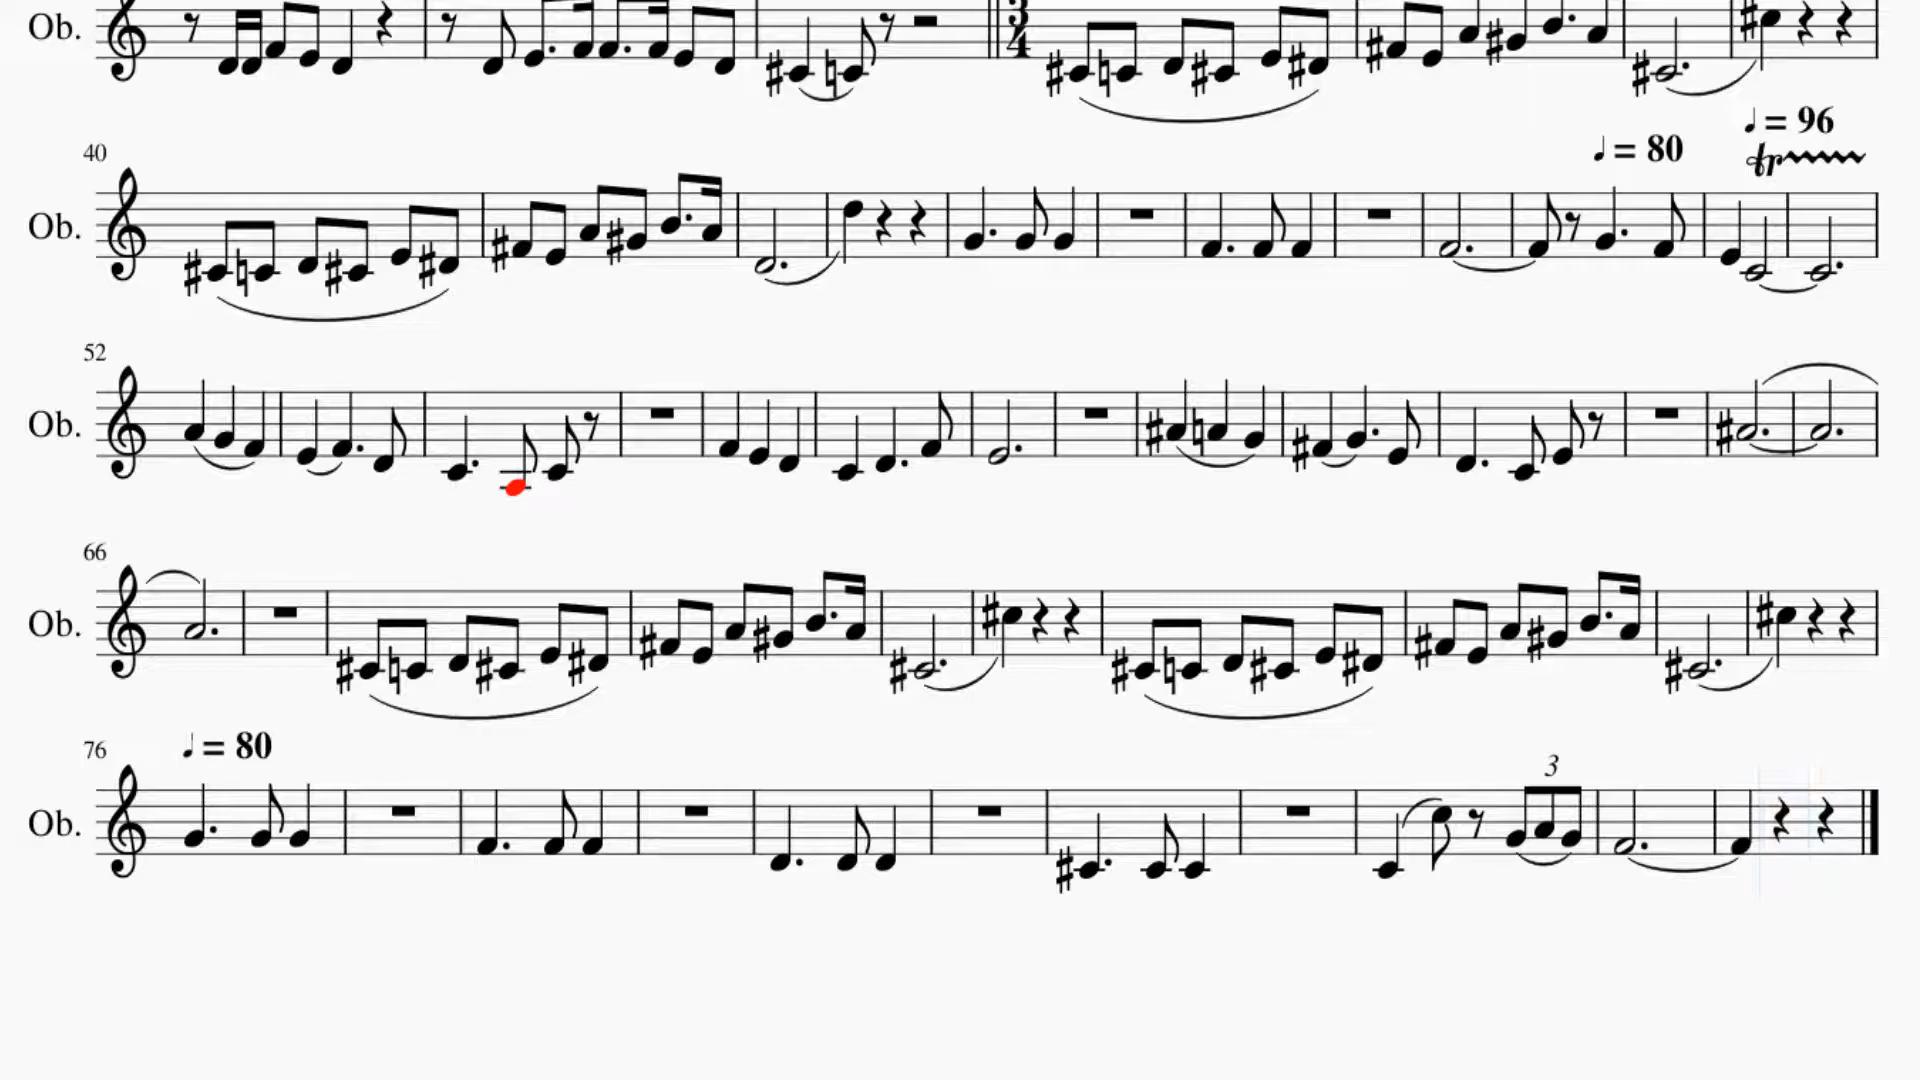 Ob.
3
4
♩ = 96
40
♩ = 80
tr
Ob.
52
Ob.
66
Ob.
76
♩ = 80
3
Ob.